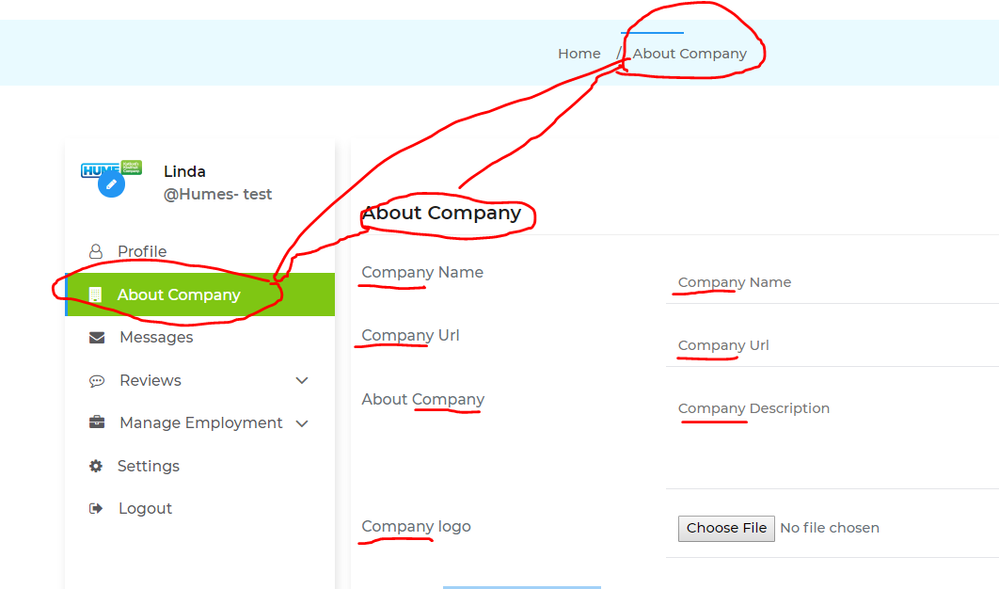 Home / About Company
HUMES
Linda
@Humes- test
Profile
About Company
Messages
Reviews
Manage Employment
Settings
Logout
About Company
Company Name
Company Name
Company Url
Company Url
About Company
Company Description
Company logo
Choose File No file chosen